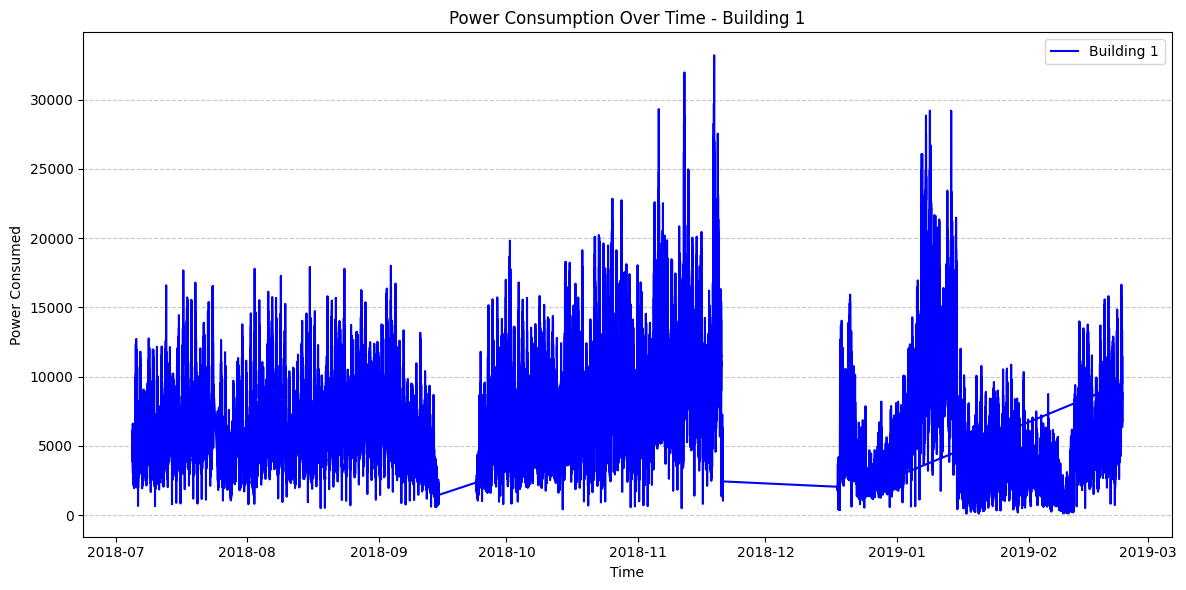 Power Consumption Over Time - Building 1
Building 1
Power Consumed
30000
25000
20000
15000
10000
5000
0
2018-07 2018-08 2018-09 2018-10 2018-11 2018-12 2019-01 2019-02 2019-03
Time